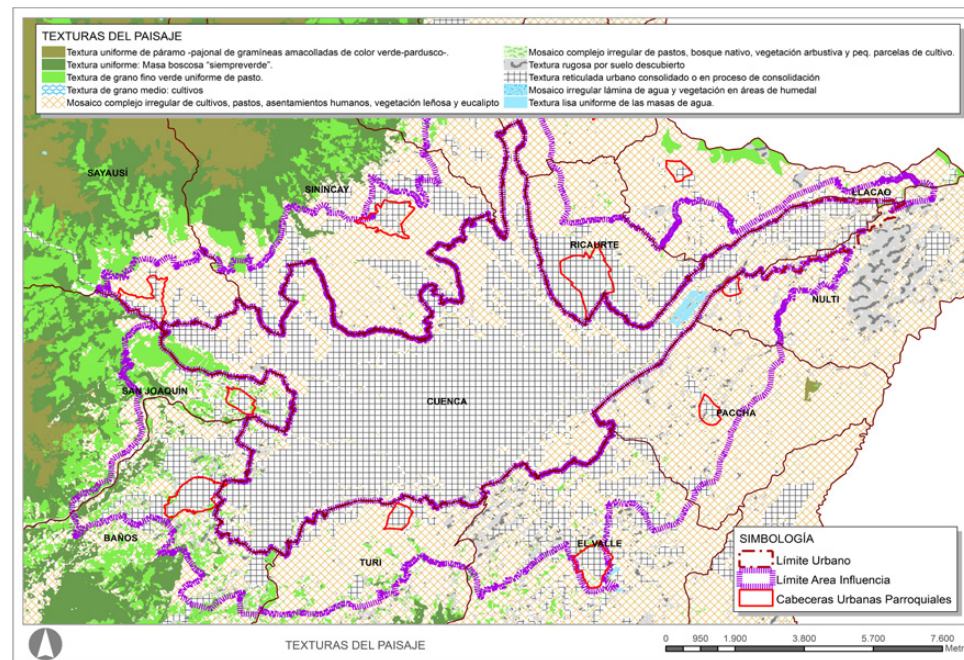 TEXTURAS DEL PAISAJE
Textura uniforme de páramo -pajonal de gramíneas amacolladas de color verde-pardusco-.
Textura uniforme: Masa boscosa "siempreverde".
Textura de grano fino verde uniforme de pasto.
Textura de grano medio: cultivos
Mosaico complejo irregular de cultivos, pastos, asentamientos humanos, vegetación leñosa y eucalipto
Mosaico complejo irregular de pastos, bosque nativo, vegetación arbustiva y peq. parcelas de cultivo.
Textura rugosa por suelo descubierto
Textura reticulada urbano consolidado o en proceso de consolidación
Mosaico irregular lámina de agua y vegetación en áreas de humedal
Textura lisa uniforme de las masas de agua.
SAYAUSÍ
SININCAY
LLACAO
RICAURTE
NULTI
SAN JOAQUÍN
CUENCA
PACCHA
BAÑOS
TURI
EL VALLE
SIMBOLOGÍA
Límite Urbano
Límite Area Influencia
Cabeceras Urbanas Parroquiales
TEXTURAS DEL PAISAJE
0 950 1.900 3.800 5.700 7.600
Metr